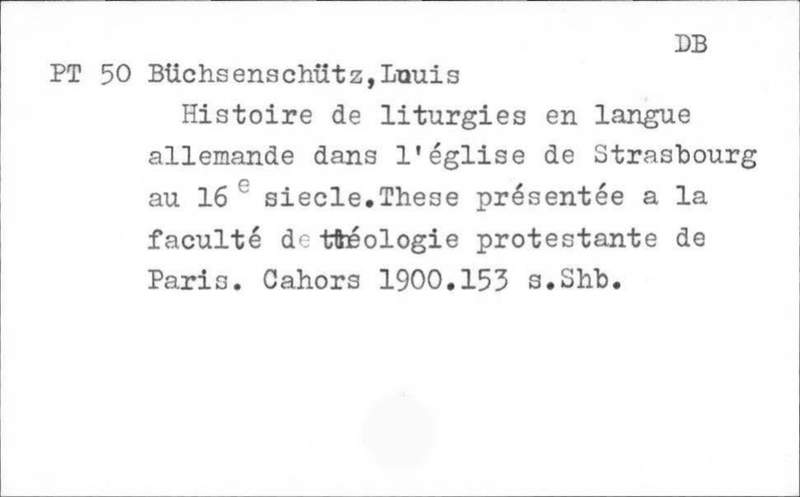 DB
PT 50 Büchsenschütz,Louis
Histoire de liturgies en langue
allemande dans l'église de Strasbourg
au 16e siecle.These présentée a la
faculté de théologie protestante de
Paris. Cahors 1900.153 s.Shb.